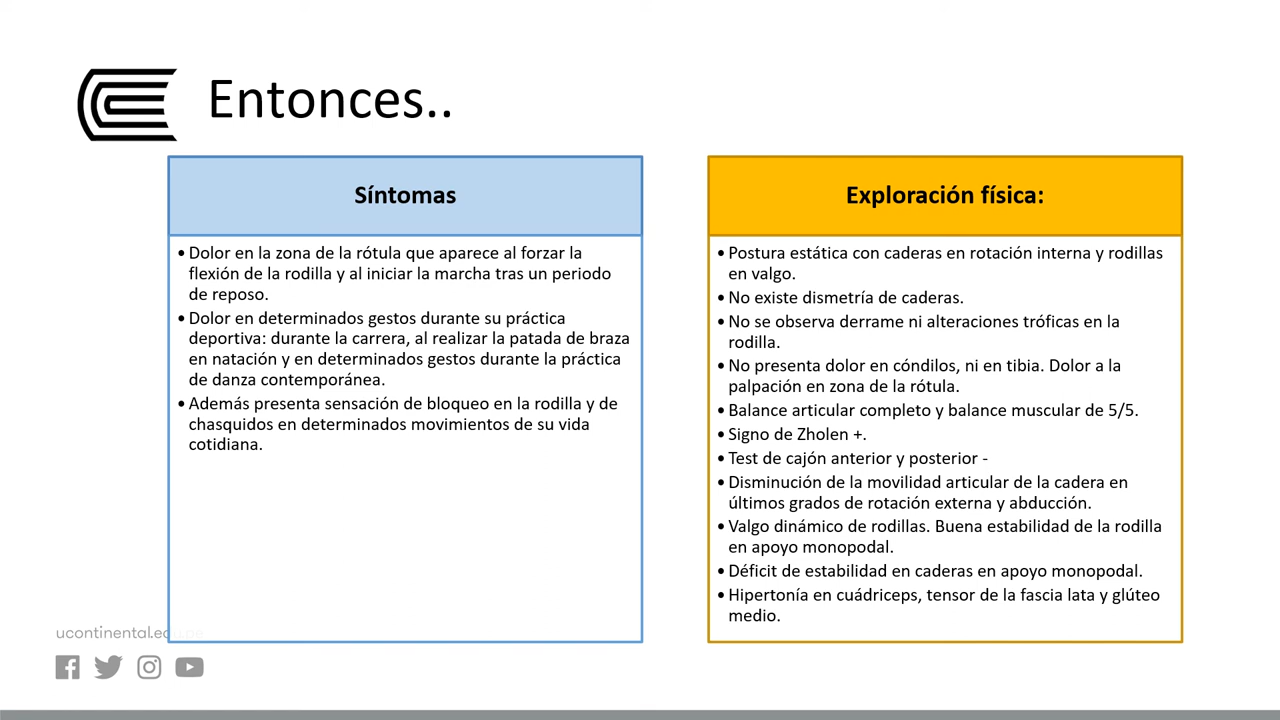 Entonces..
Síntomas
• Dolor en la zona de la rótula que aparece al forzar la
flexión de la rodilla y al iniciar la marcha tras un periodo
de reposo.
• Dolor en determinados gestos durante su práctica
deportiva: durante la carrera, al realizar la patada de braza
en natación y en determinados gestos durante la práctica
de danza contemporánea.
• Además presenta sensación de bloqueo en la rodilla y de
chasquidos en determinados movimientos de su vida
cotidiana.
Exploración física:
• Postura estática con caderas en rotación interna y rodillas
en valgo.
• No existe dismetría de caderas.
• No se observa derrame ni alteraciones tróficas en la
rodilla.
• No presenta dolor en cóndilos, ni en tibia. Dolor a la
palpación en zona de la rótula.
• Balance articular completo y balance muscular de 5/5.
• Signo de Zholen +.
• Test de cajón anterior y posterior -
• Disminución de la movilidad articular de la cadera en
últimos grados de rotación externa y abducción.
• Valgo dinámico de rodillas. Buena estabilidad de la rodilla
en apoyo monopodal.
• Déficit de estabilidad en caderas en apoyo monopodal.
• Hipertonía en cuádriceps, tensor de la fascia lata y glúteo
medio.
ucontinental.edu.pe